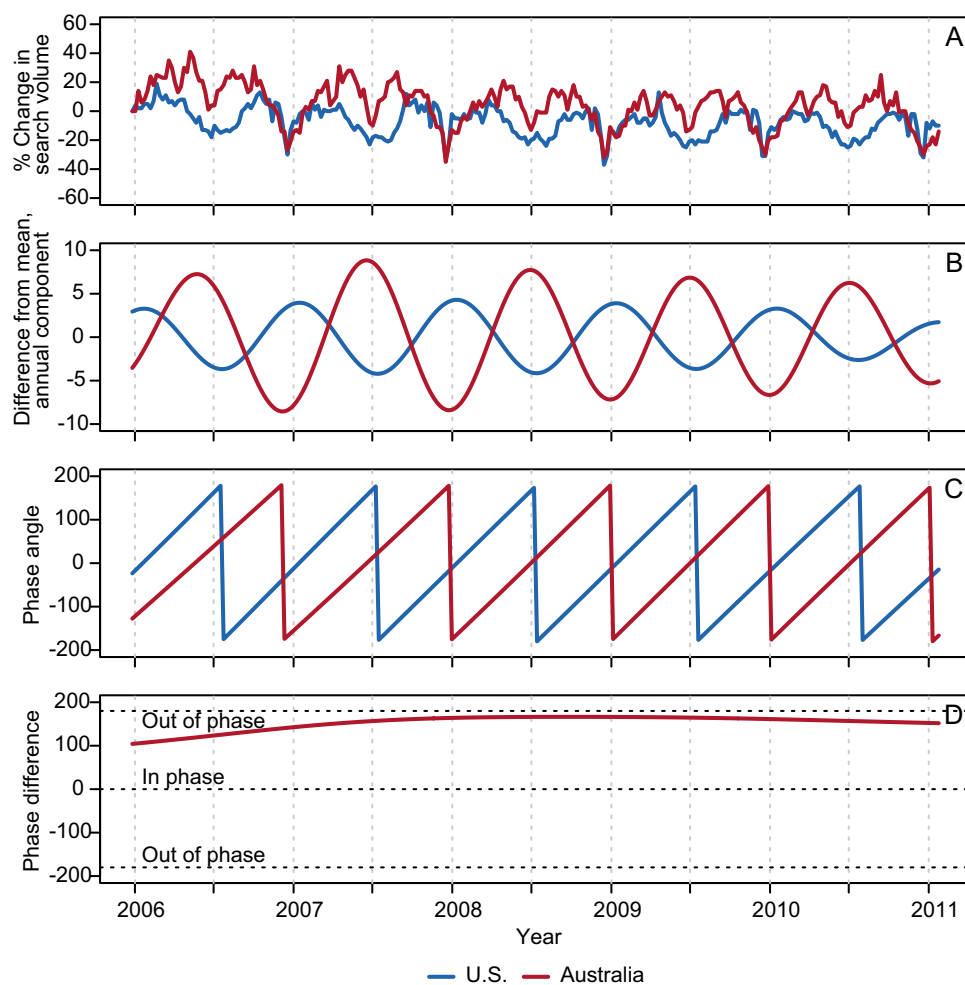 A
% Change in
search volume
60
40
20
0
-20
-40
-60
B
Difference from mean,
annual component
10
5
0
-5
-10
C
Phase angle
200
100
0
-100
-200
D
Phase difference
200
100
0
-100
-200
Out of phase
In phase
Out of phase
2006 2007 2008 2009 2010 2011
Year
U.S. Australia